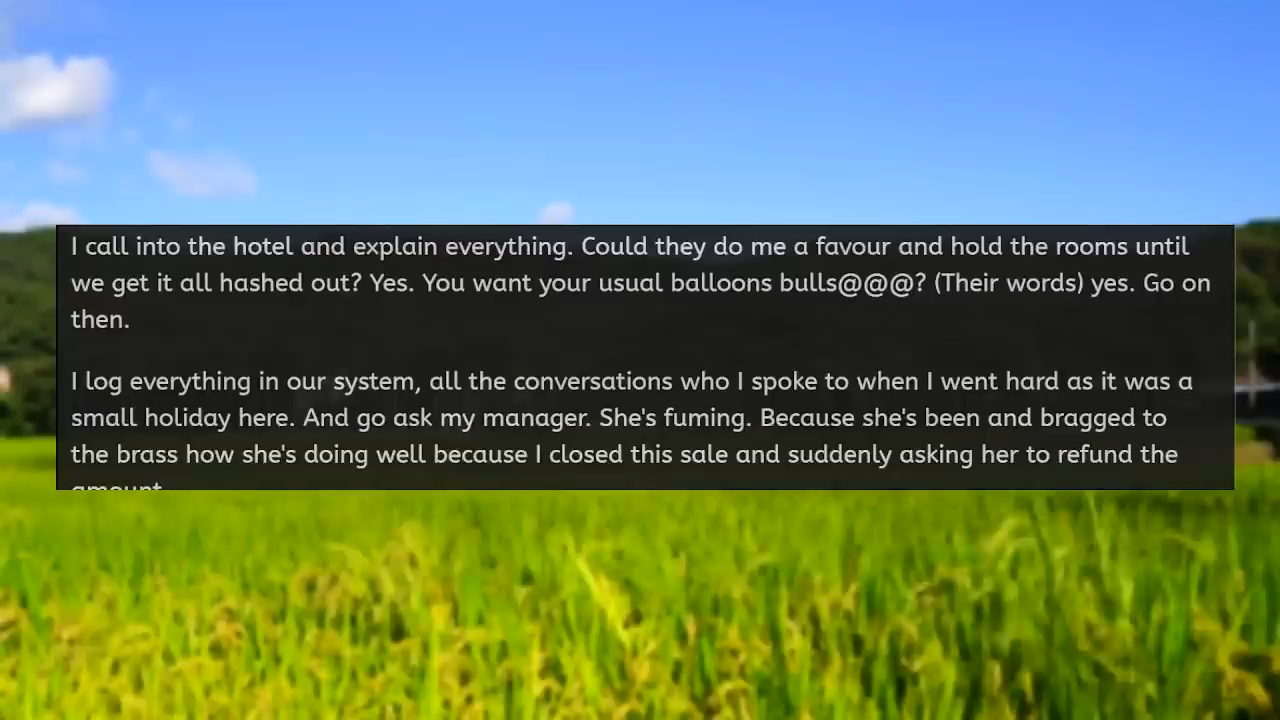 I call into the hotel and explain everything. Could they do me a favour and hold the rooms until
we get it all hashed out? Yes. You want your usual balloons bulls@@@? (Their words) yes. Go on
then.
I log everything in our system, all the conversations who I spoke to when I went hard as it was a
small holiday here. And go ask my manager. She's fuming. Because she's been and bragged to
the brass how she's doing well because I closed this sale and suddenly asking her to refund the
amount.